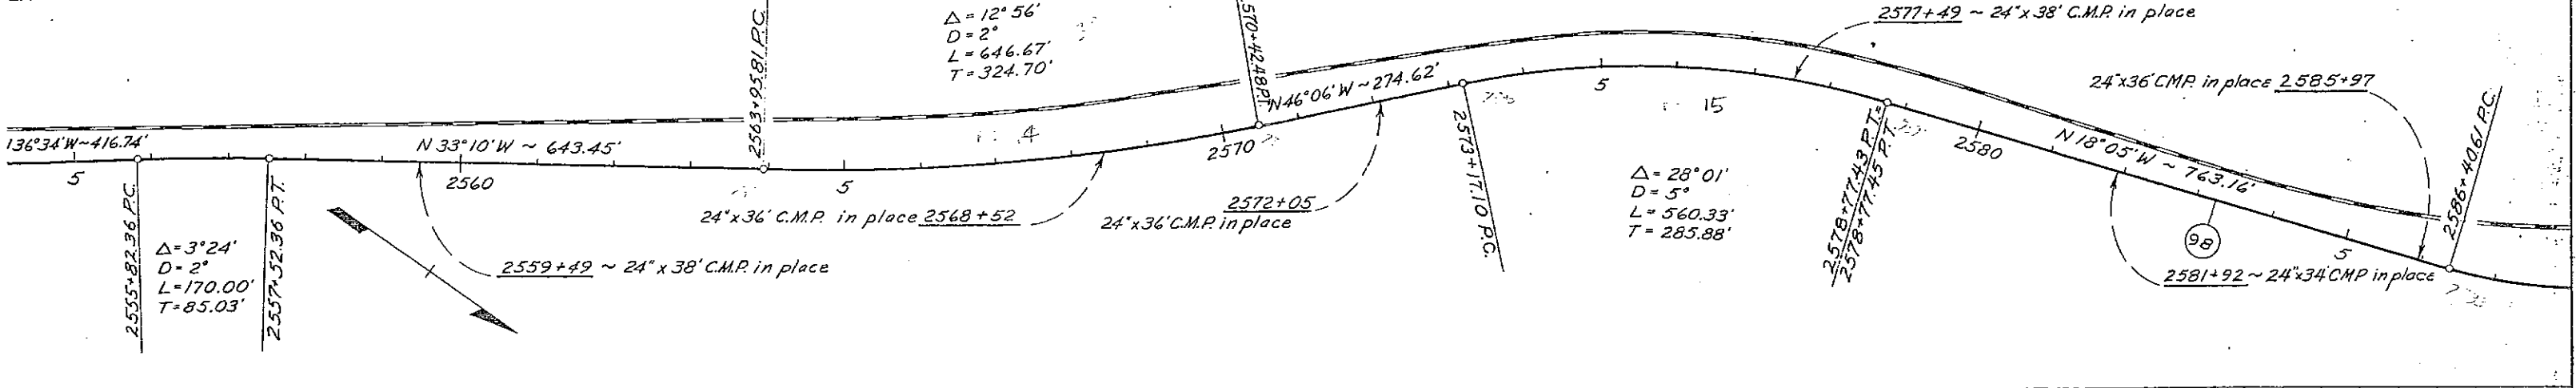 Δ = 12° 56'
D = 2°
L = 646.67'
T = 324.70'
2577+49 ~ 24"x 38' C.M.P. in place
2563+95.81 P.C.
570+42.48 P.T.
N 46° 06' W ~ 274.62'
5
15
24"x36' C.M.P. in place 2585+97
136°34' W ~ 416.74'
N 33° 10' W ~ 643.45'
4
N 18° 05' W ~ 763.16'
5
2560
5
2570
2580
2573+17.10 P.C.
2578+77.43 P.T. =
2578+77.45 P.T.
2586+40.61 P.C.
24"x 36' C.M.P. in place 2568+52
2572+05
24"x 36' C.M.P. in place
Δ = 28° 01'
D = 5°
L = 560.33'
T = 285.88'
98
5
2555+82.36 P.C.
Δ = 3° 24'
D = 2°
L = 170.00'
T = 85.03'
2557+52.36 P.T.
2559+49 ~ 24" x 38' C.M.P. in place
2581+92 ~ 24"x34' CMP in place